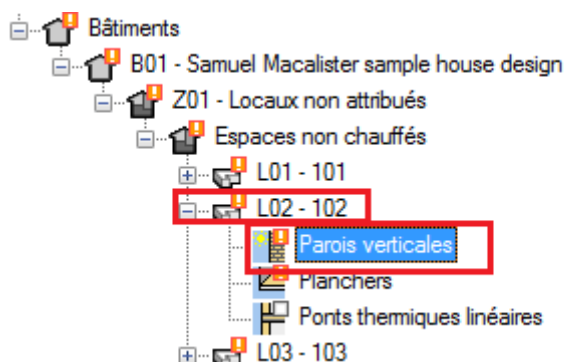 Bâtiments
B01 - Samuel Macalister sample house design
Z01 - Locaux non attribués
Espaces non chauffés
L01 - 101
L02 - 102
Parois verticales
Planchers
Ponts thermiques linéaires
L03 - 103